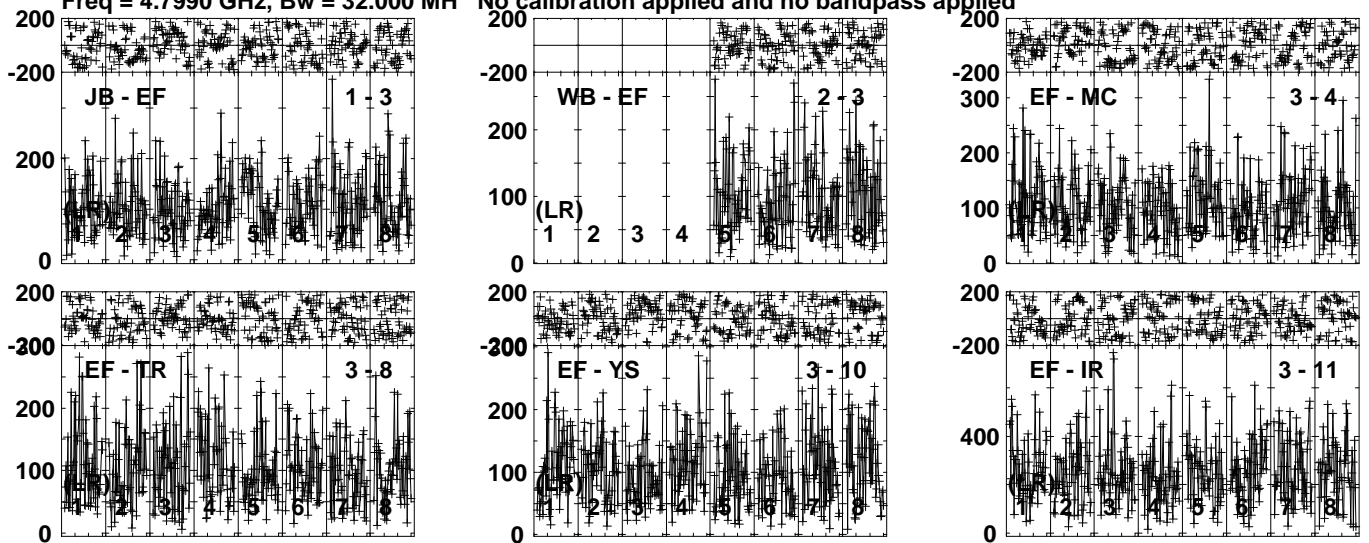 Freq = 4.7990 GHz, Bw = 32.000 MH   No calibration applied and no bandpass applied
200
-200
JB - EF 1 - 3
200
(LR)
1 2 3 4 5 6 7 8
0
200
-200
WB - EF 2 - 3
200
100
(LR)
1 2 3 4 5 6 7 8
0
200
-200
300
EF - MC 3 - 4
200
100
(LR)
1 2 3 4 5 6 7 8
0
200
-200
300
EF - TR 3 - 8
200
100
(LR)
1 2 3 4 5 6 7 8
0
200
-200
300
EF - YS 3 - 10
200
100
(LR)
1 2 3 4 5 6 7 8
0
200
-200
EF - IR 3 - 11
400
(LR)
1 2 3 4 5 6 7 8
0